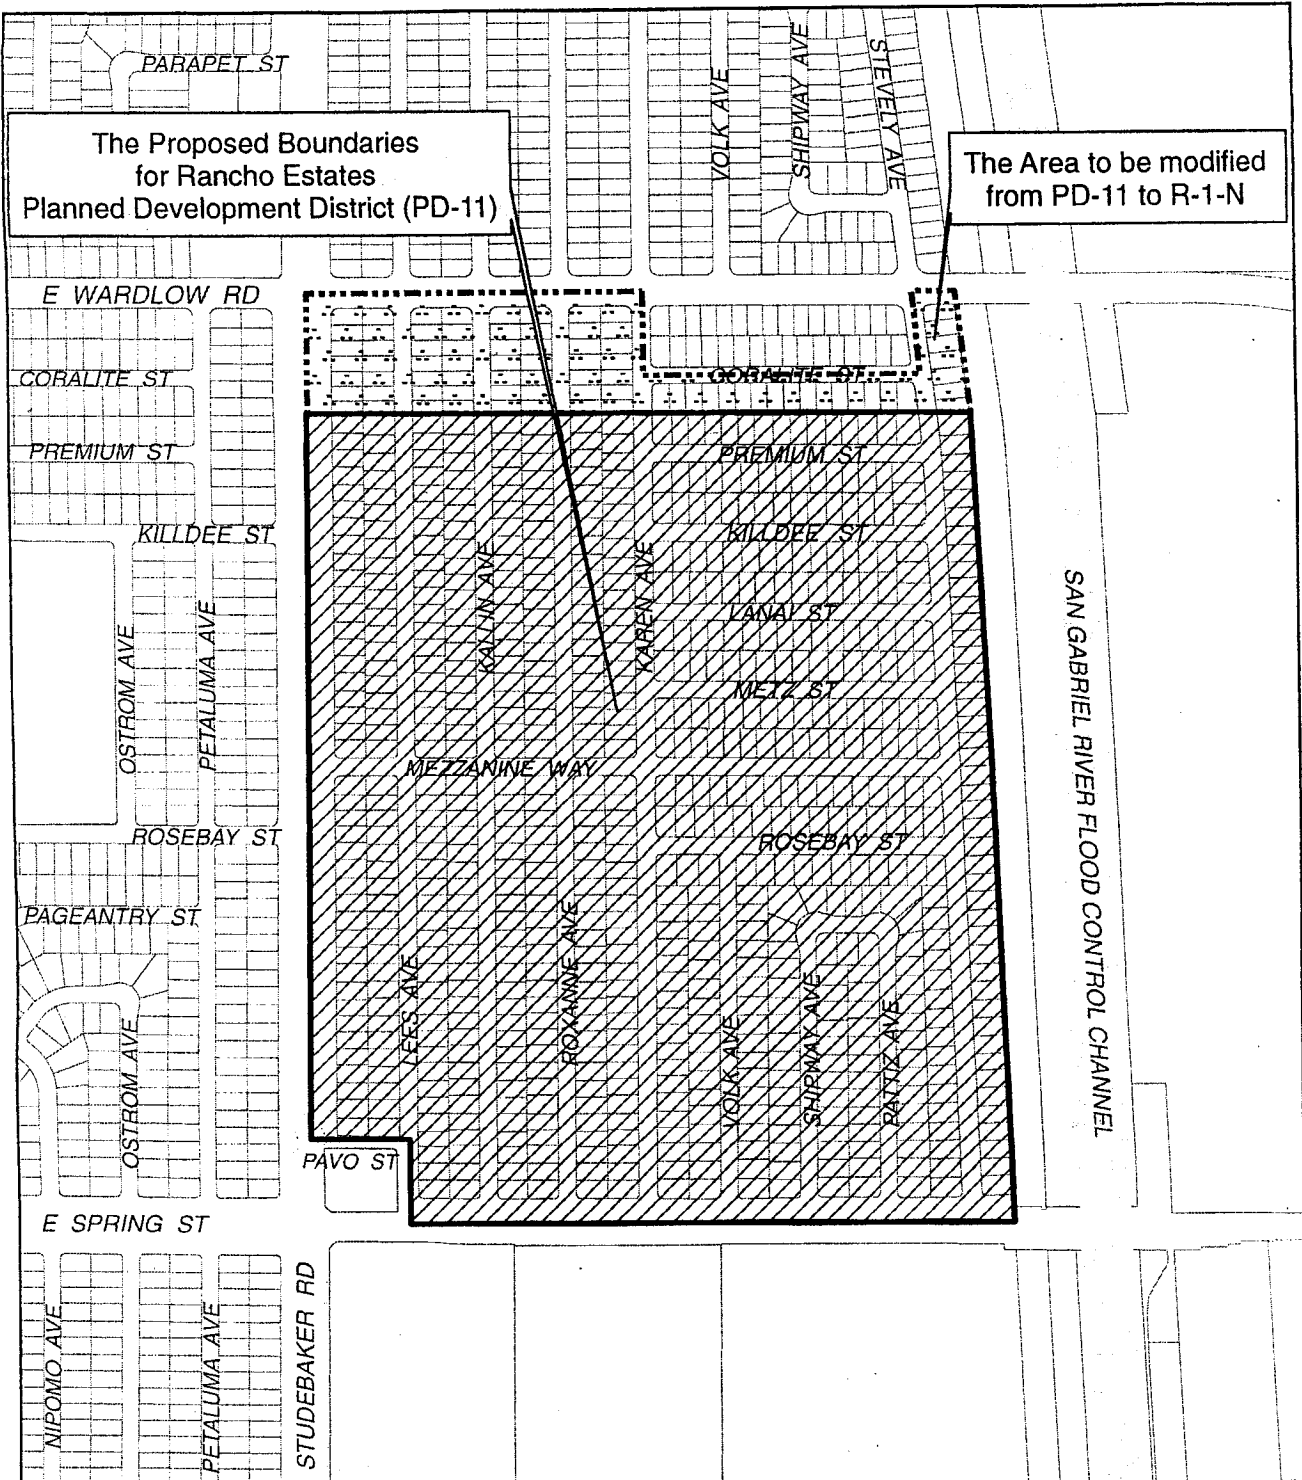 PARAPET ST
VOLK AVE
SHIPWAY AVE
STEVELY AVE
The Proposed Boundaries
for Rancho Estates
Planned Development District (PD-11)
The Area to be modified
from PD-11 to R-1-N
E WARDLOW RD
CORALITE ST
CORALITE ST
PREMIUM ST
PREMIUM ST
KILLDEE ST
KILLDEE ST
KALLIN AVE
KAREN AVE
LANAI ST
OSTROM AVE
PETALUMA AVE
METZ ST
MEZZANINE WAY
SAN GABRIEL RIVER FLOOD CONTROL CHANNEL
ROSEBAY ST
ROSEBAY ST
PAGEANTRY ST
LEES AVE
ROXANNE AVE
VOLK AVE
SHIPWAY AVE
PATTIZ AVE
OSTROM AVE
PAVO ST
E SPRING ST
NIPOMO AVE
PETALUMA AVE
STUDEBAKER RD